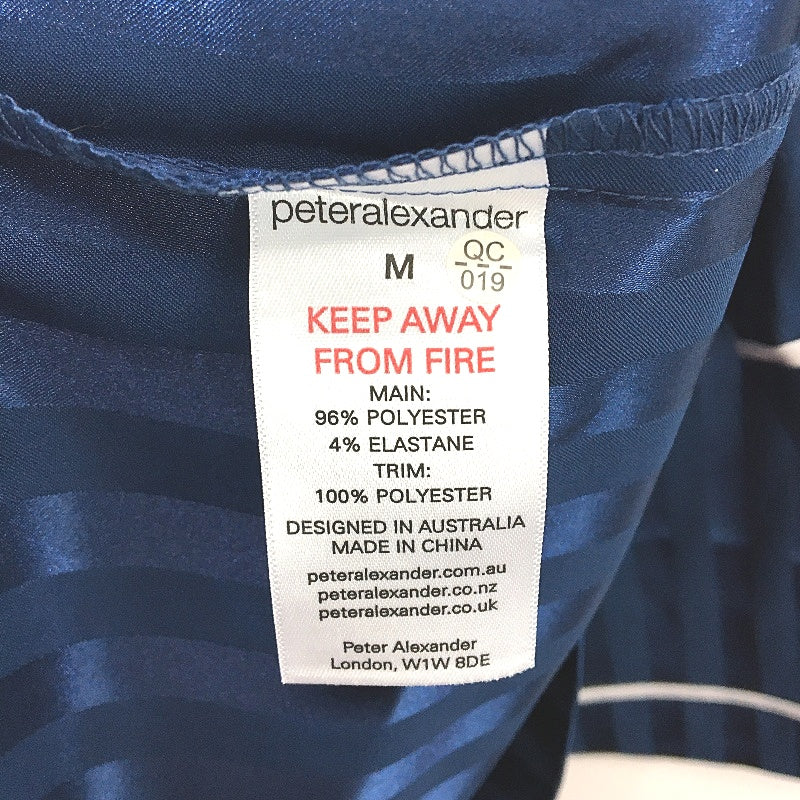 peteralexander
M
QC
019
KEEP AWAY
FROM FIRE
MAIN:
96% POLYESTER
4% ELASTANE
TRIM:
100% POLYESTER
DESIGNED IN AUSTRALIA
MADE IN CHINA
peteralexander.com.au
peteralexander.co.nz
peteralexander.co.uk
Peter Alexander
London, W1W 8DE